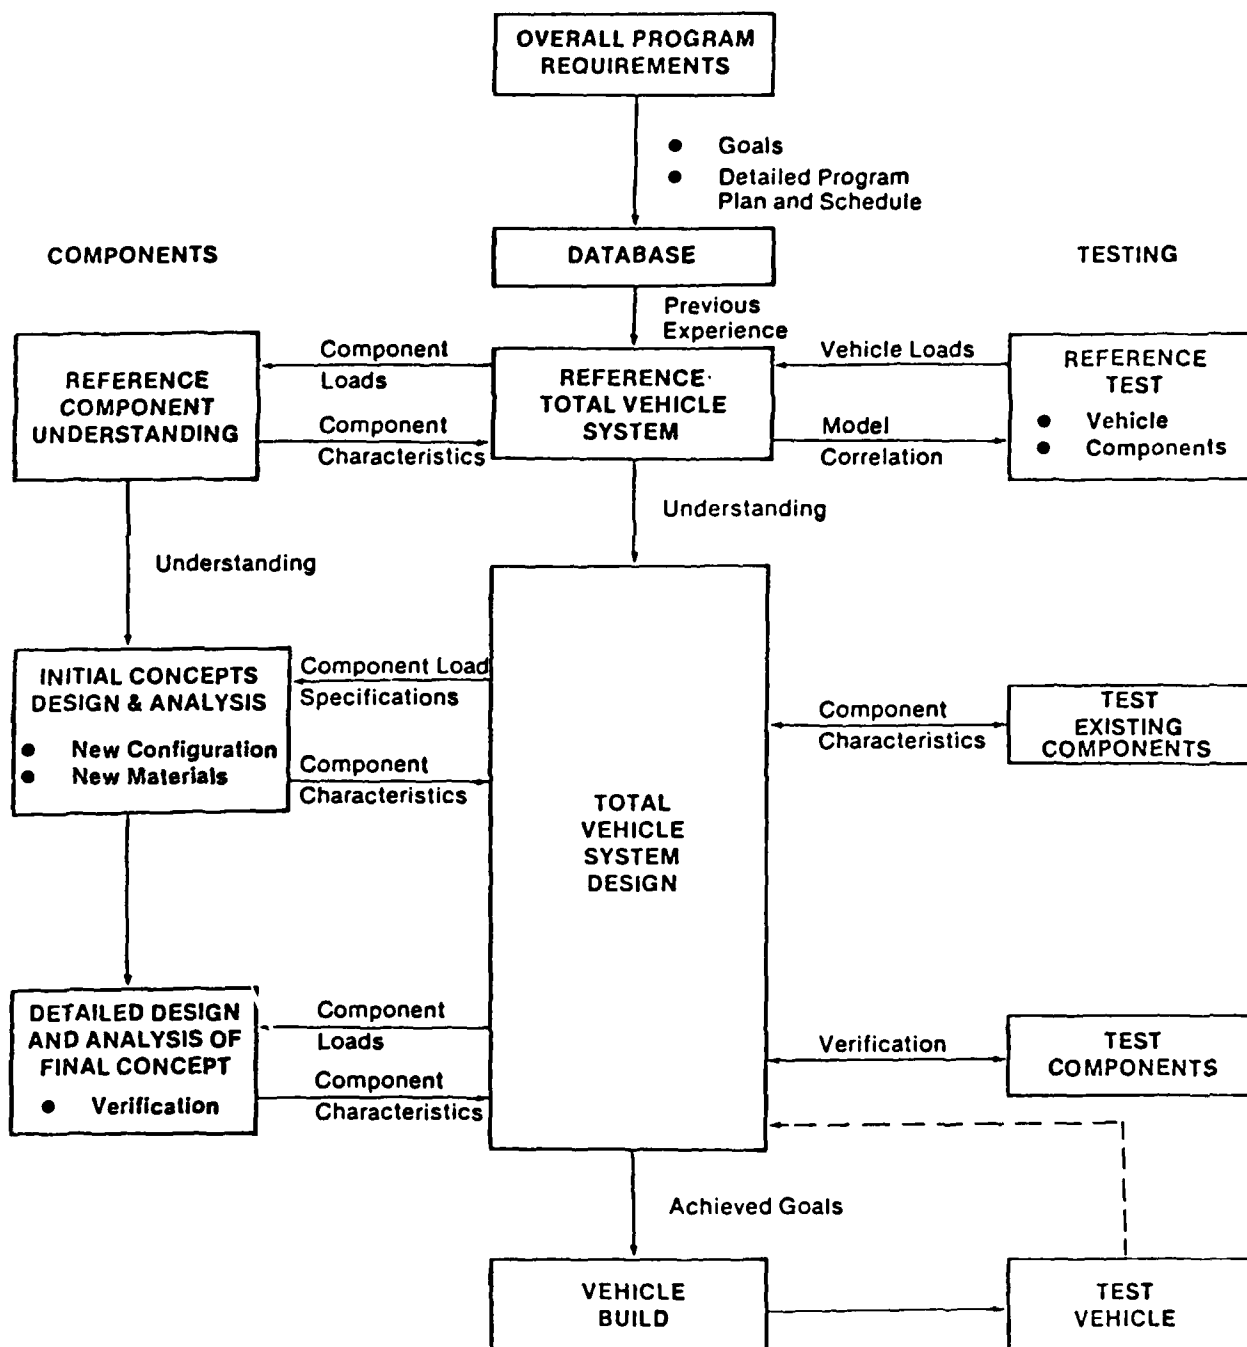 OVERALL PROGRAM
REQUIREMENTS
● Goals
● Detailed Program
Plan and Schedule
COMPONENTS
DATABASE
TESTING
Previous
Experience
REFERENCE
COMPONENT
UNDERSTANDING
Component
Loads
Component
Characteristics
REFERENCE·
TOTAL VEHICLE
SYSTEM
Vehicle Loads
Model
Correlation
REFERENCE
TEST
● Vehicle
● Components
Understanding
Understanding
INITIAL CONCEPTS
DESIGN & ANALYSIS
● New Configuration
● New Materials
Component Load
Specifications
Component
Characteristics
TOTAL
VEHICLE
SYSTEM
DESIGN
Component
Characteristics
TEST
EXISTING
COMPONENTS
DETAILED DESIGN
AND ANALYSIS OF
FINAL CONCEPT
● Verification
Component
Loads
Component
Characteristics
Verification
TEST
COMPONENTS
Achieved Goals
VEHICLE
BUILD
TEST
VEHICLE